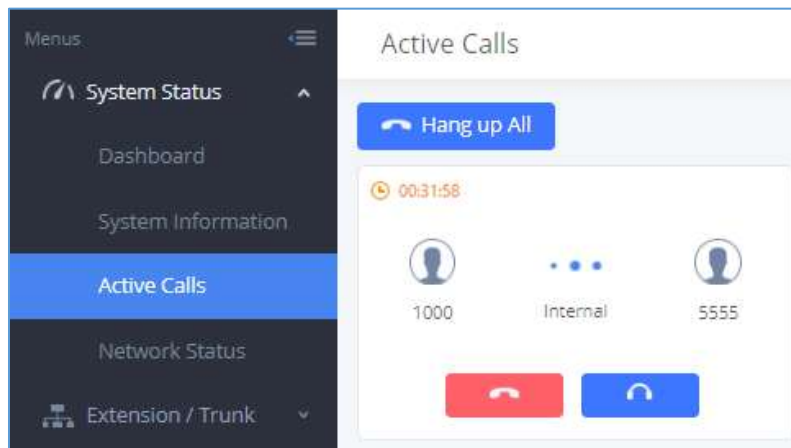 Menus
System Status
Dashboard
System Information
Active Calls
Network Status
Extension / Trunk
Active Calls
Hang up All
00:31:58
1000 Internal 5555